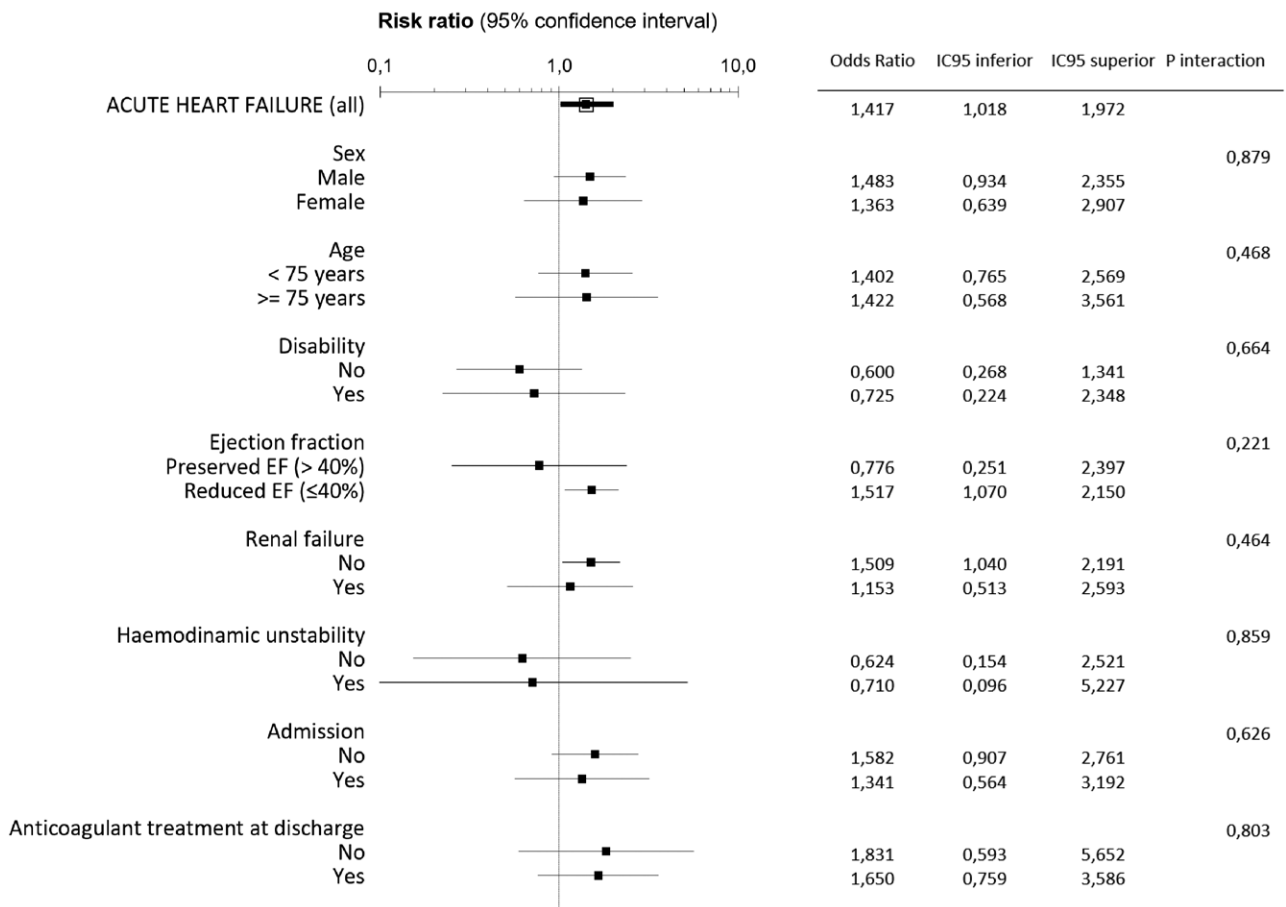 Risk ratio (95% confidence interval)
0,1 1,0 10,0 Odds Ratio IC95 inferior IC95 superior P interaction
ACUTE HEART FAILURE (all) 1,417 1,018 1,972
Sex 0,879
Male 1,483 0,934 2,355
Female 1,363 0,639 2,907
Age 0,468
< 75 years 1,402 0,765 2,569
>= 75 years 1,422 0,568 3,561
Disability 0,664
No 0,600 0,268 1,341
Yes 0,725 0,224 2,348
Ejection fraction 0,221
Preserved EF (> 40%) 0,776 0,251 2,397
Reduced EF (≤40%) 1,517 1,070 2,150
Renal failure 0,464
No 1,509 1,040 2,191
Yes 1,153 0,513 2,593
Haemodinamic unstability 0,859
No 0,624 0,154 2,521
Yes 0,710 0,096 5,227
Admission 0,626
No 1,582 0,907 2,761
Yes 1,341 0,564 3,192
Anticoagulant treatment at discharge 0,803
No 1,831 0,593 5,652
Yes 1,650 0,759 3,586